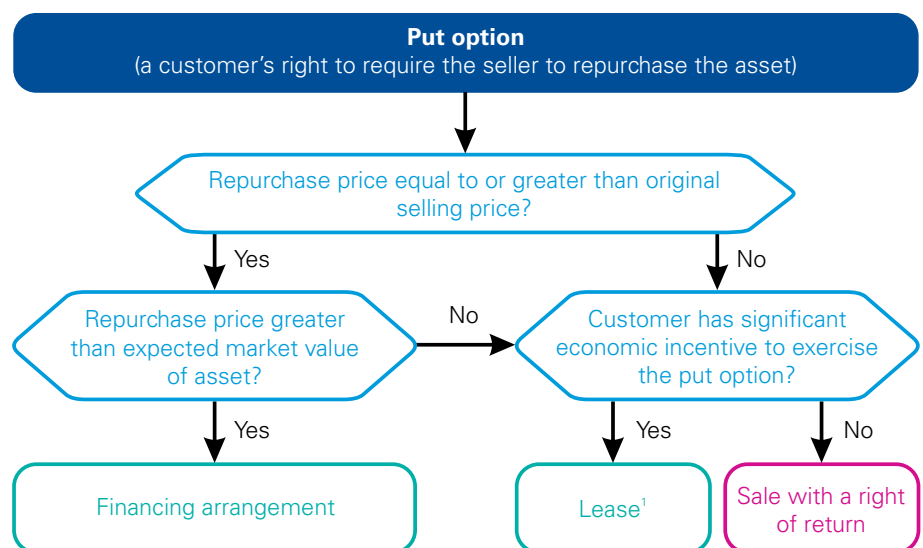 Put option
(a customer's right to require the seller to repurchase the asset)
Repurchase price equal to or greater than original
selling price?
Yes
No
Repurchase price greater
than expected market value
of asset?
No
Customer has significant
economic incentive to exercise
the put option?
Yes
Yes
No
Financing arrangement
Lease¹
Sale with a right
of return